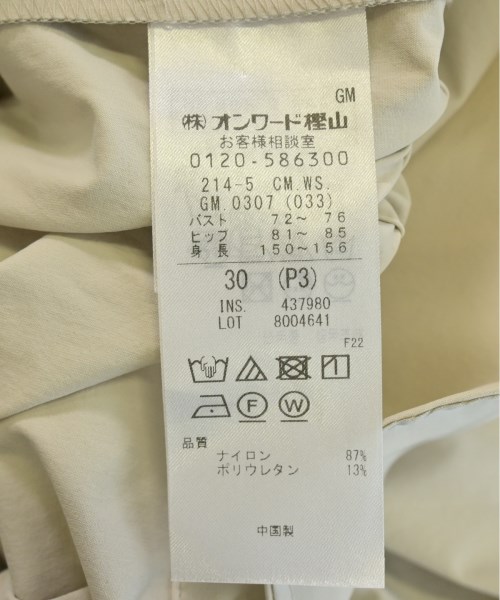 GM
㈱オンワード樫山
お客様相談室
0120-586300
214-5 CM.WS.
GM.0307 (033)
バスト 72～ 76
ヒップ 81～ 85
身長 150～156
30 (P3)
INS. 437980
LOT 8004641
F22
F W
品質
ナイロン 87%
ポリウレタン 13%
中国製